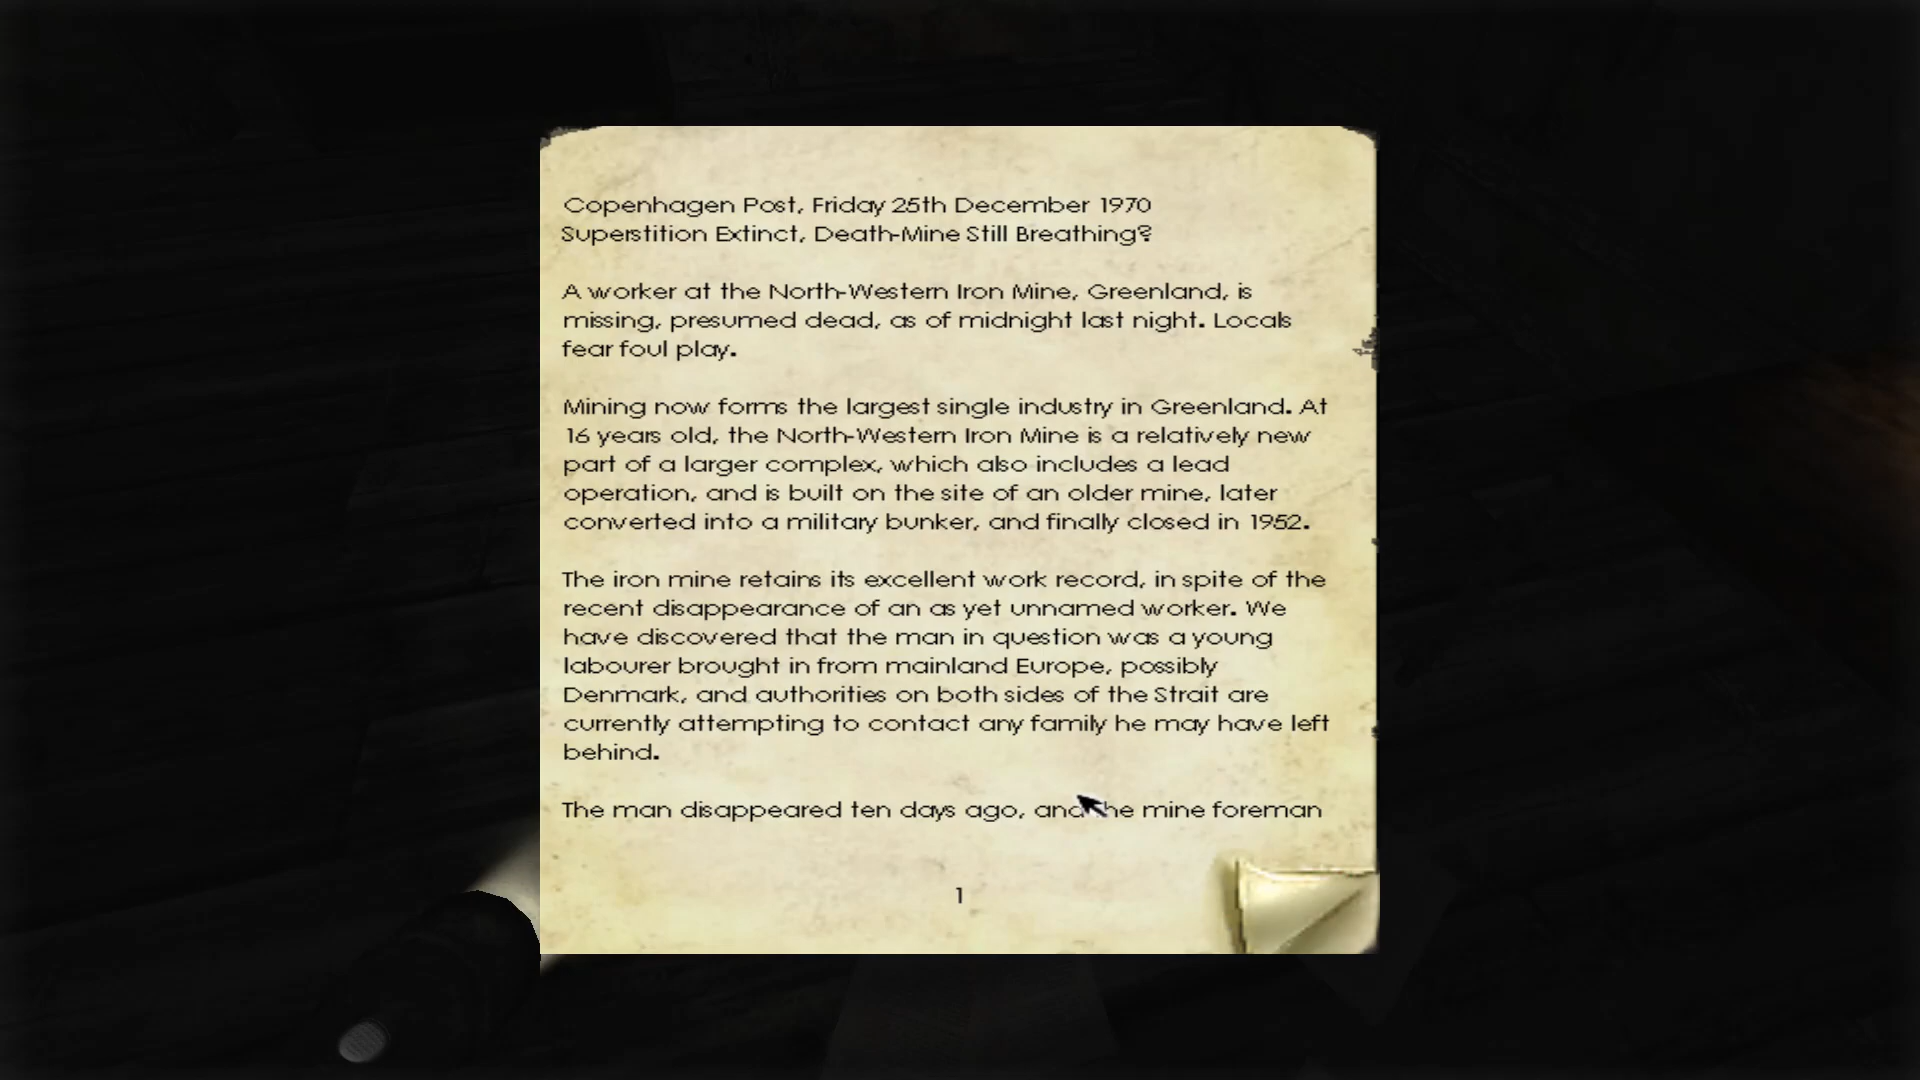 Copenhagen Post, Friday 25th December 1970
Superstition Extinct, Death-Mine Still Breathing?
A worker at the North-Western Iron Mine, Greenland, is
missing, presumed dead, as of midnight last night. Locals
fear foul play.
Mining now forms the largest single industry in Greenland. At
16 years old, the North-Western Iron Mine is a relatively new
part of a larger complex, which also includes a lead
operation, and is built on the site of an older mine, later
converted into a military bunker, and finally closed in 1952.
The iron mine retains its excellent work record, in spite of the
recent disappearance of an as yet unnamed worker. We
have discovered that the man in question was a young
labourer brought in from mainland Europe, possibly
Denmark, and authorities on both sides of the Strait are
currently attempting to contact any family he may have left
behind.
The man disappeared ten days ago, and the mine foreman
1